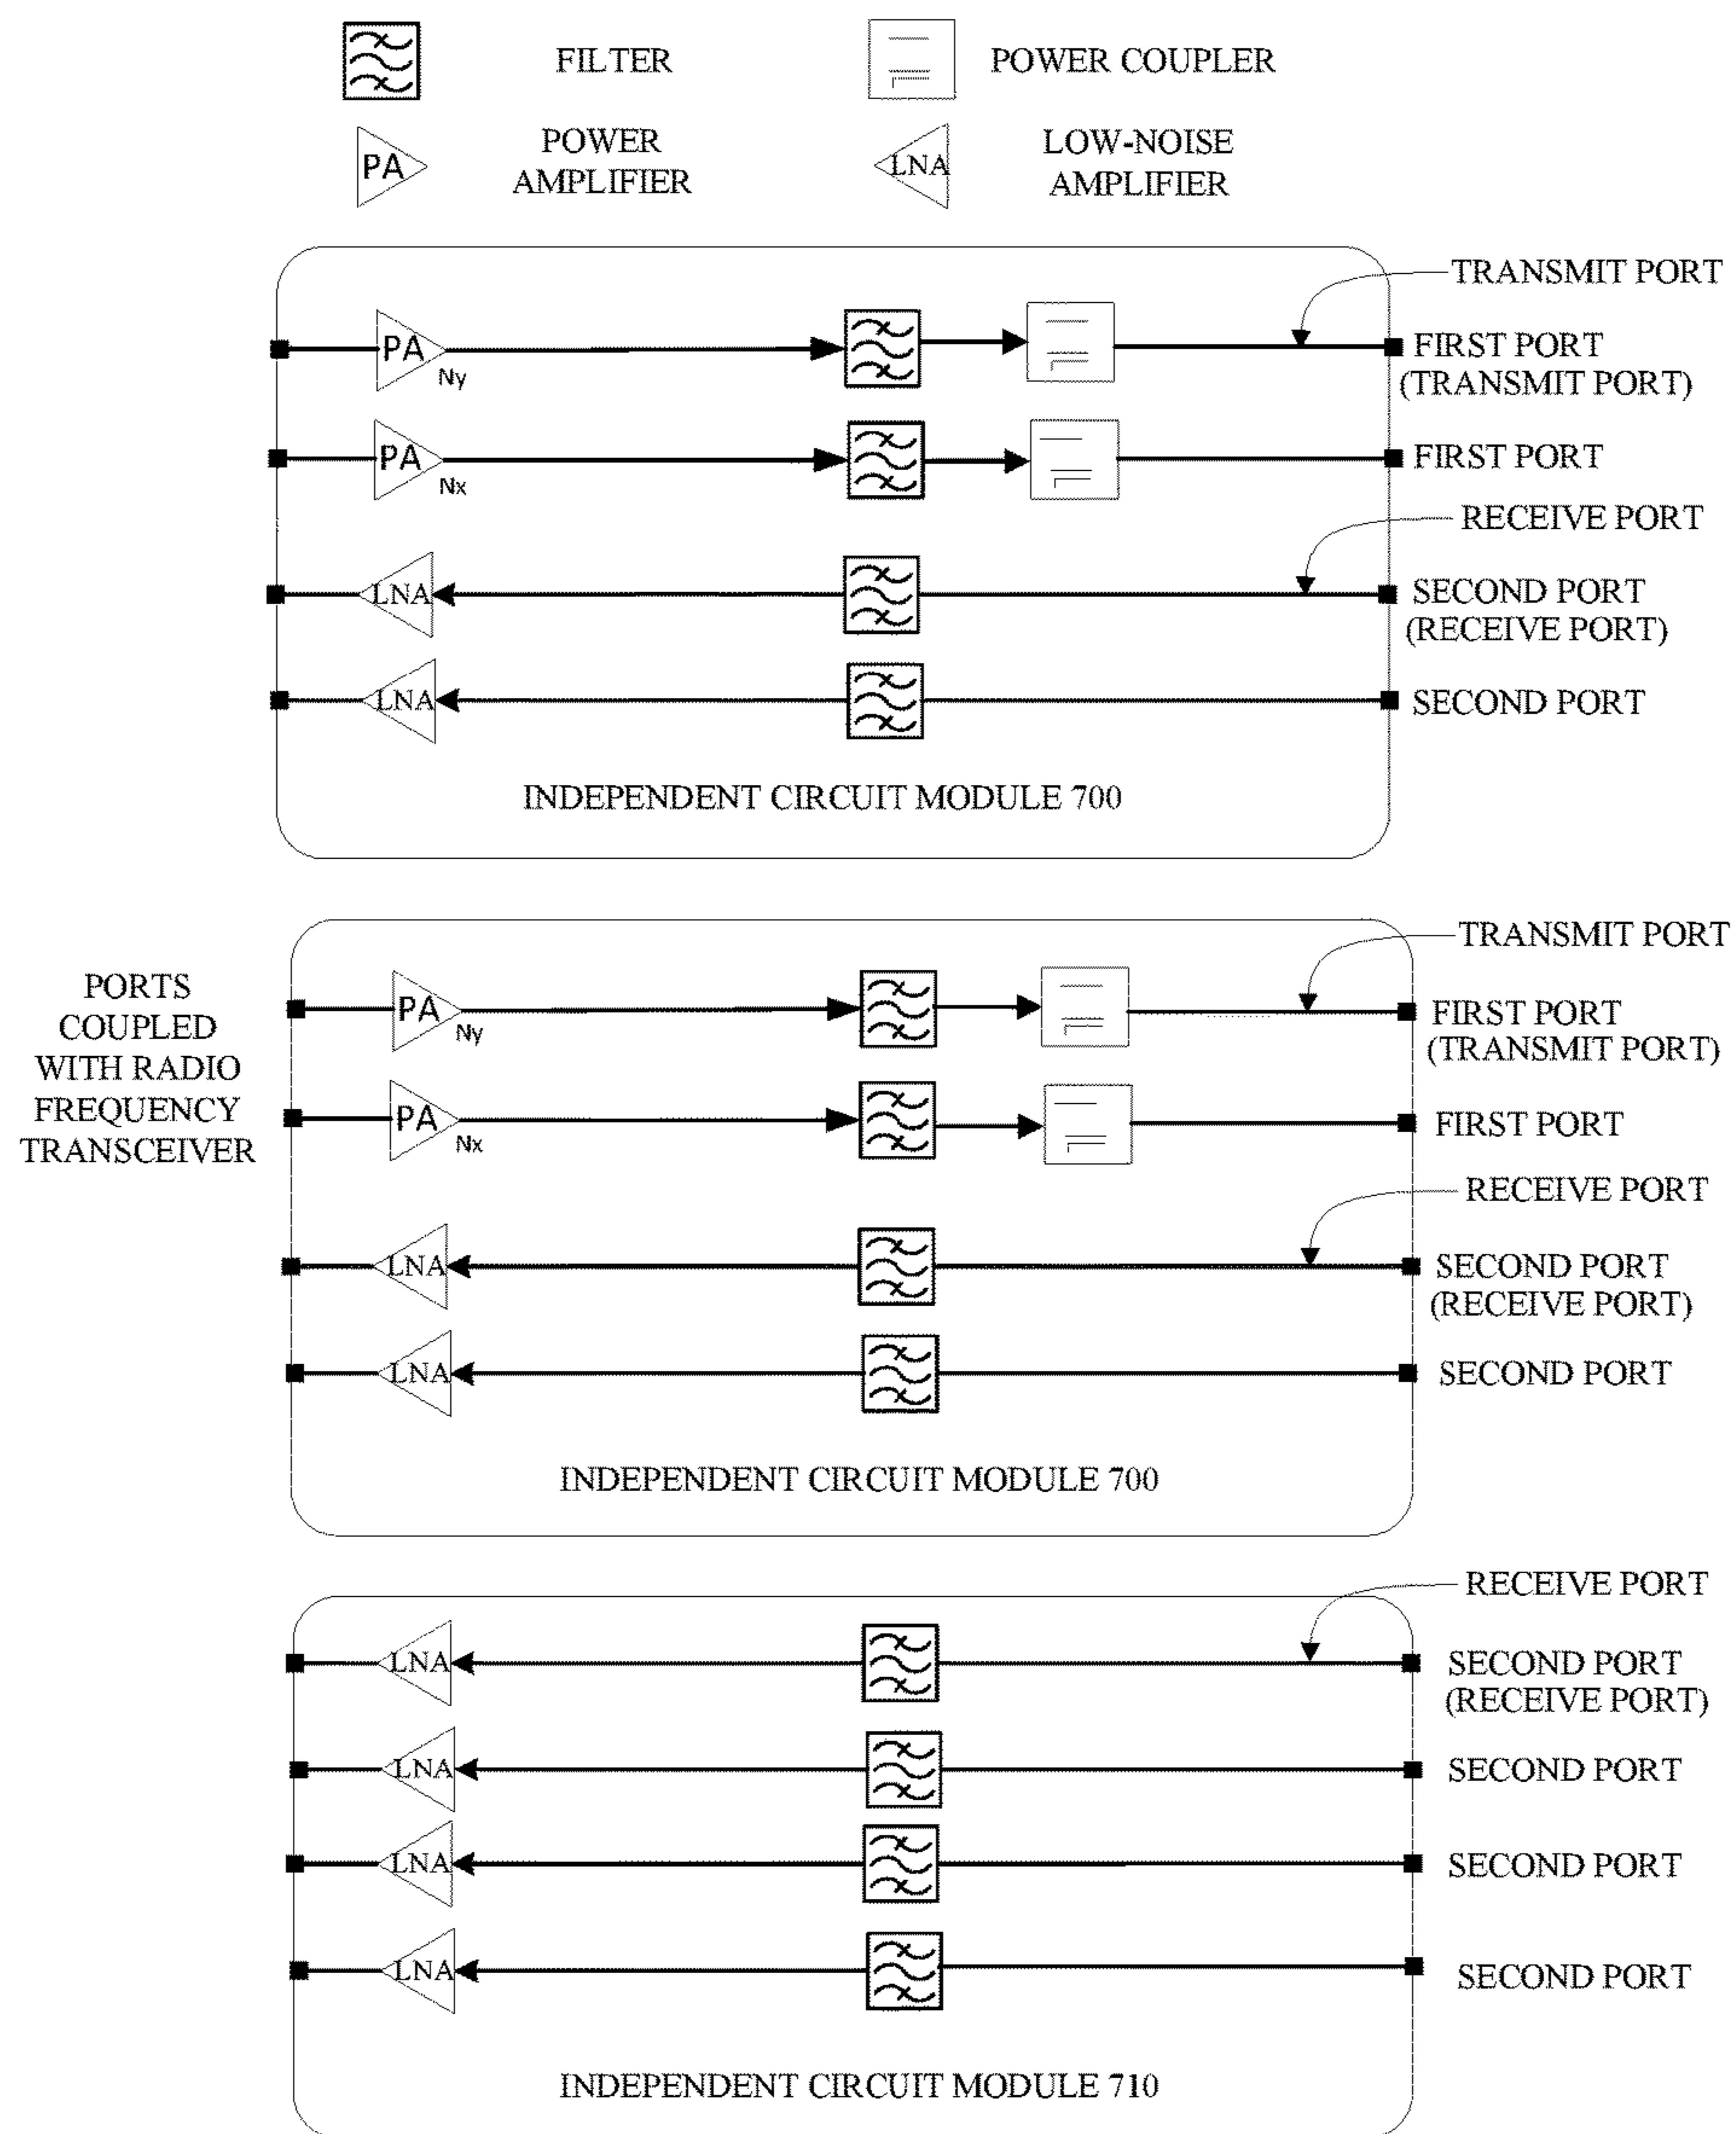 FILTER
POWER COUPLER
PA
POWER
AMPLIFIER
LNA
LOW-NOISE
AMPLIFIER
TRANSMIT PORT
PA
Ny
FIRST PORT
(TRANSMIT PORT)
PA
Nx
FIRST PORT
RECEIVE PORT
LNA
SECOND PORT
(RECEIVE PORT)
LNA
SECOND PORT
INDEPENDENT CIRCUIT MODULE 700
PORTS
COUPLED
WITH RADIO
FREQUENCY
TRANSCEIVER
TRANSMIT PORT
PA
Ny
FIRST PORT
(TRANSMIT PORT)
PA
Nx
FIRST PORT
RECEIVE PORT
LNA
SECOND PORT
(RECEIVE PORT)
LNA
SECOND PORT
INDEPENDENT CIRCUIT MODULE 700
RECEIVE PORT
LNA
SECOND PORT
(RECEIVE PORT)
LNA
SECOND PORT
LNA
SECOND PORT
LNA
SECOND PORT
INDEPENDENT CIRCUIT MODULE 710